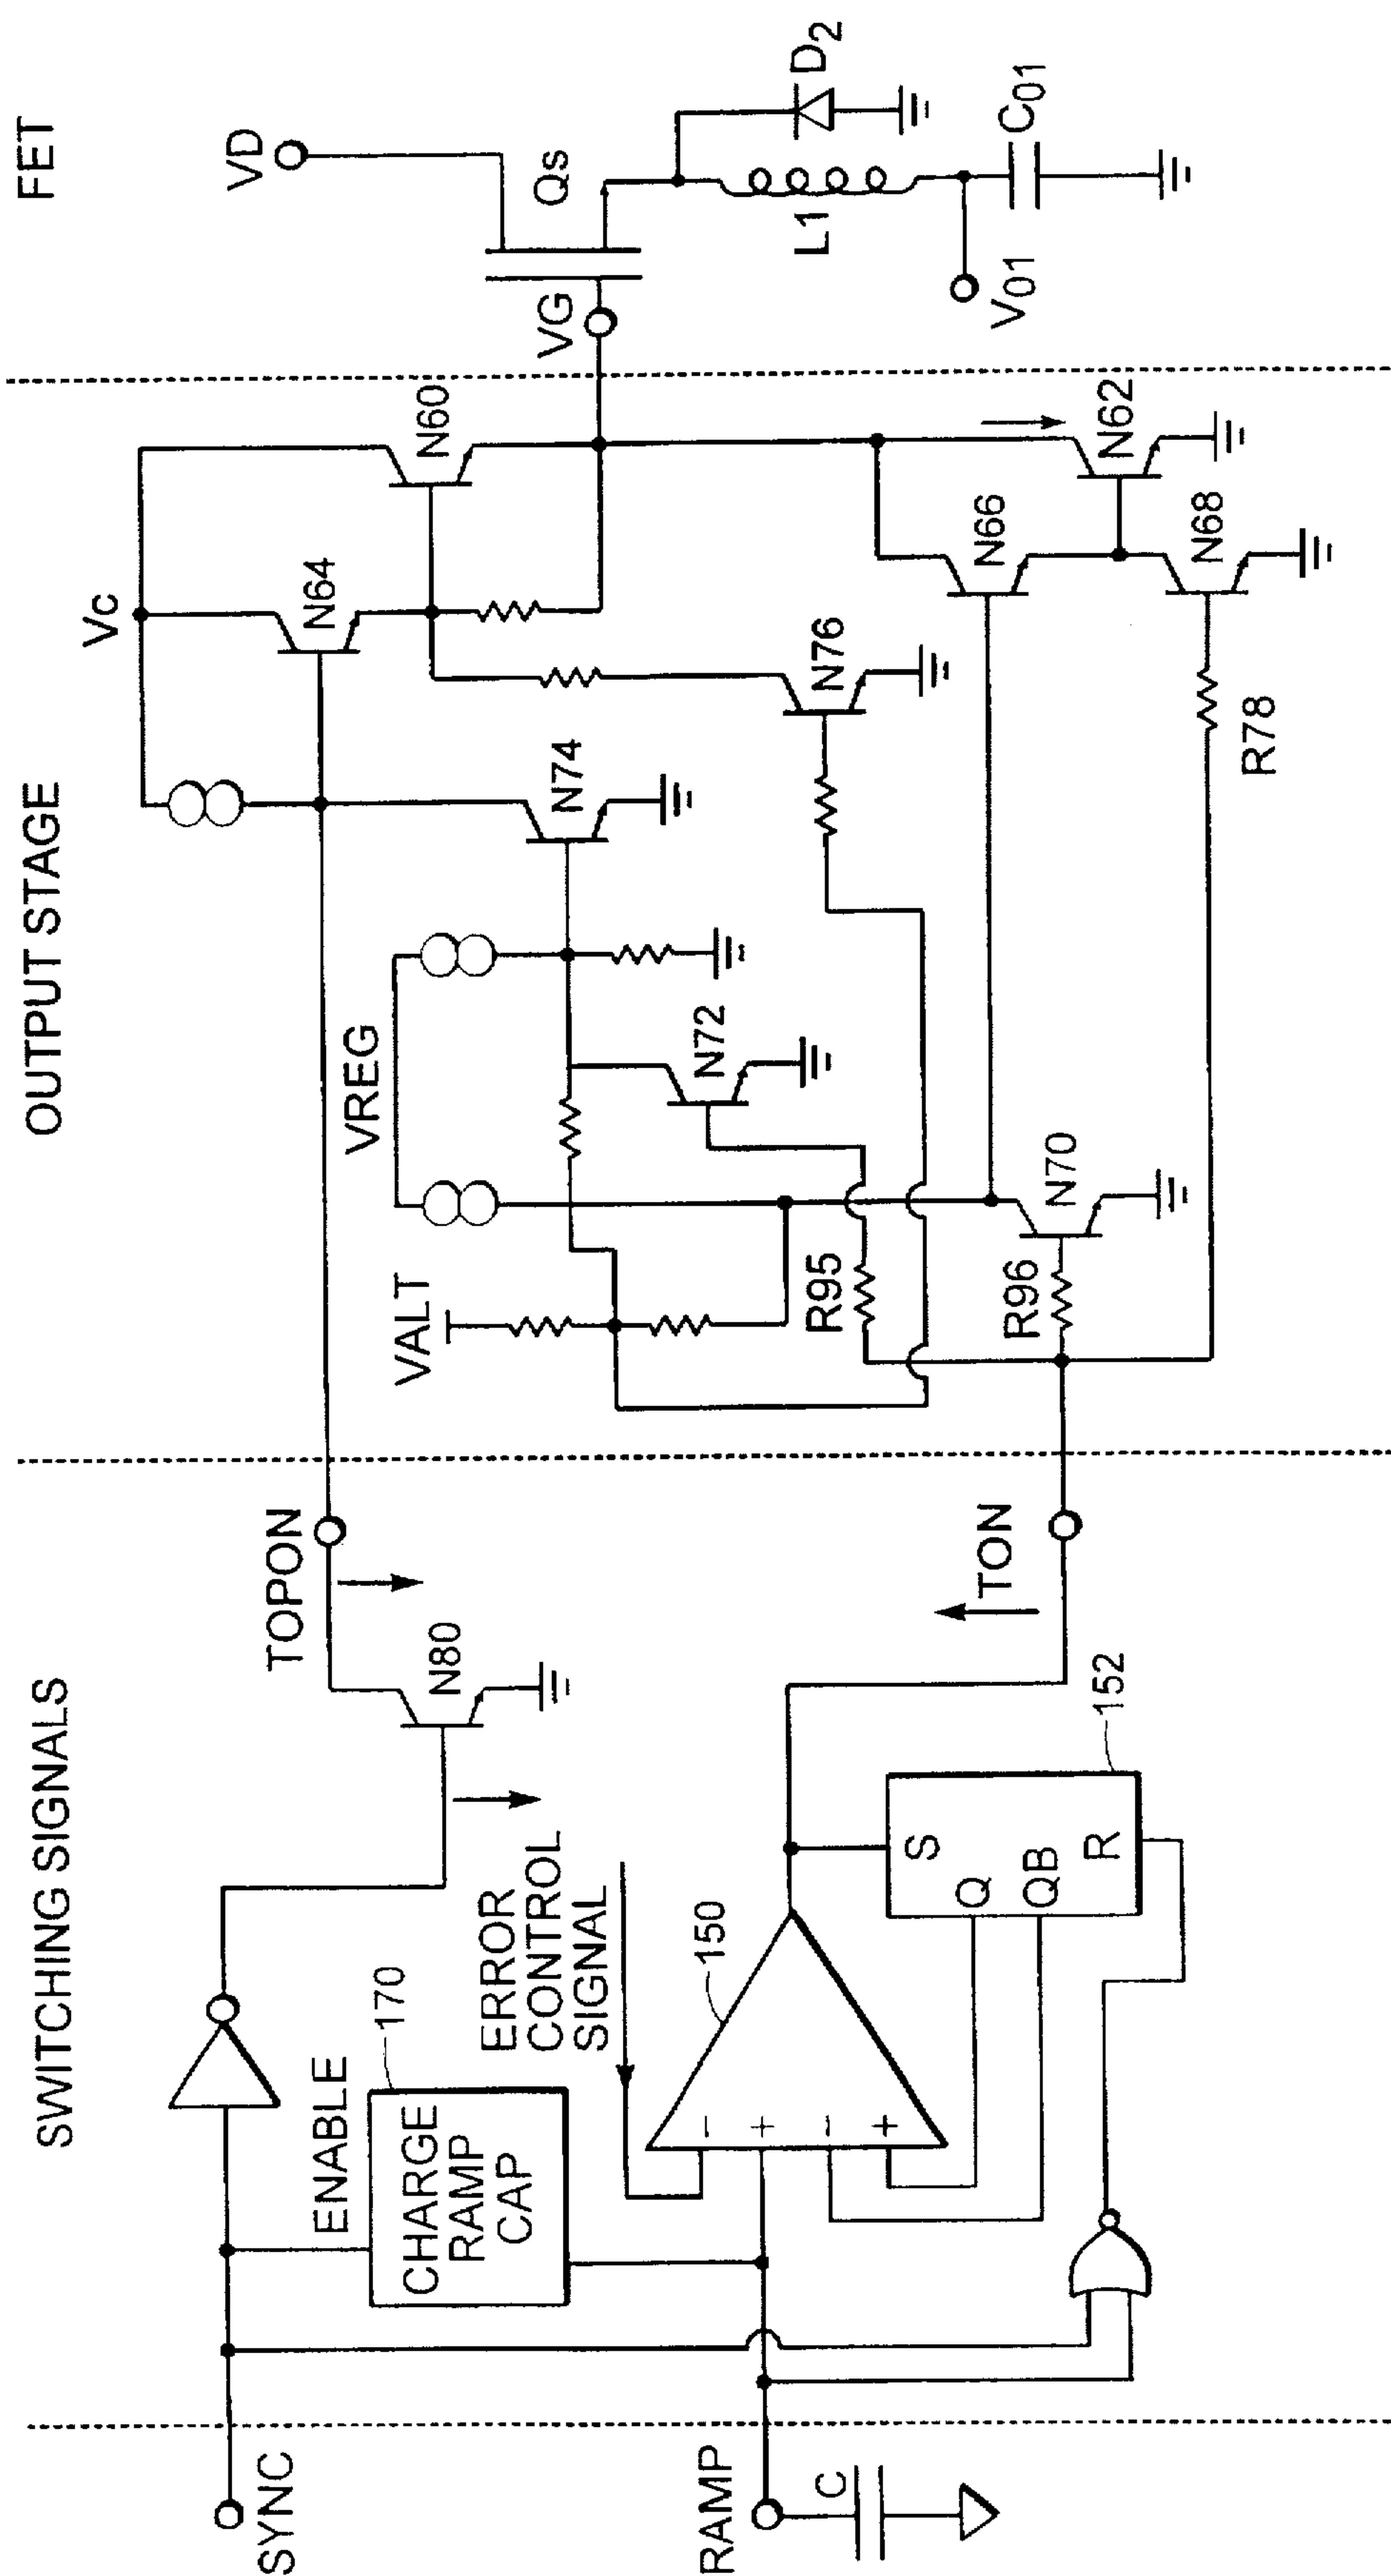 SWITCHING SIGNALS
OUTPUT STAGE
FET
SYNC
RAMP
C
ENABLE
CHARGE
RAMP
CAP
170
ERROR
CONTROL
SIGNAL
150
-
+
-
+
S
Q
QB
R
152
N80
TOPON
TON
VALT
VREG
R95
R96
N70
N72
N74
N76
R78
Vc
N64
N60
N66
N68
N62
VD
VG
Qs
L1
D2
V01
C01